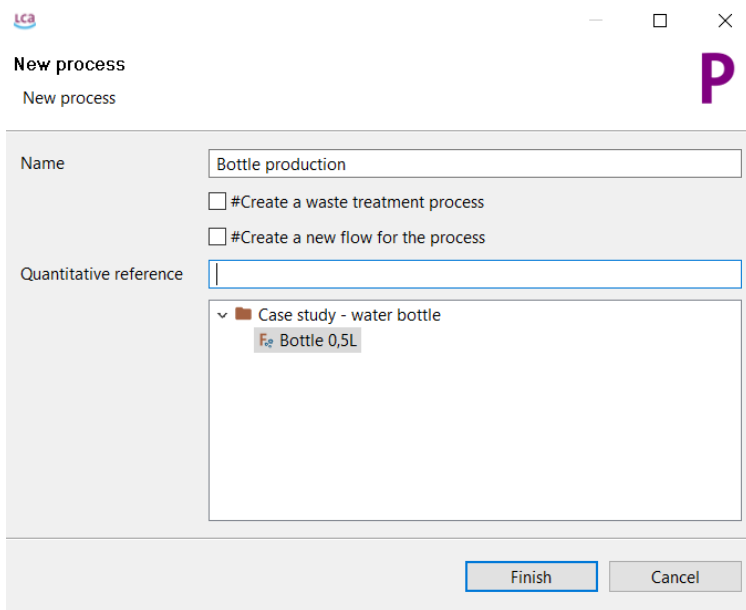 LCA
New process
New process
P
Name
Bottle production
#Create a waste treatment process
#Create a new flow for the process
Quantitative reference
Case study - water bottle
Fe Bottle 0,5L
Finish
Cancel